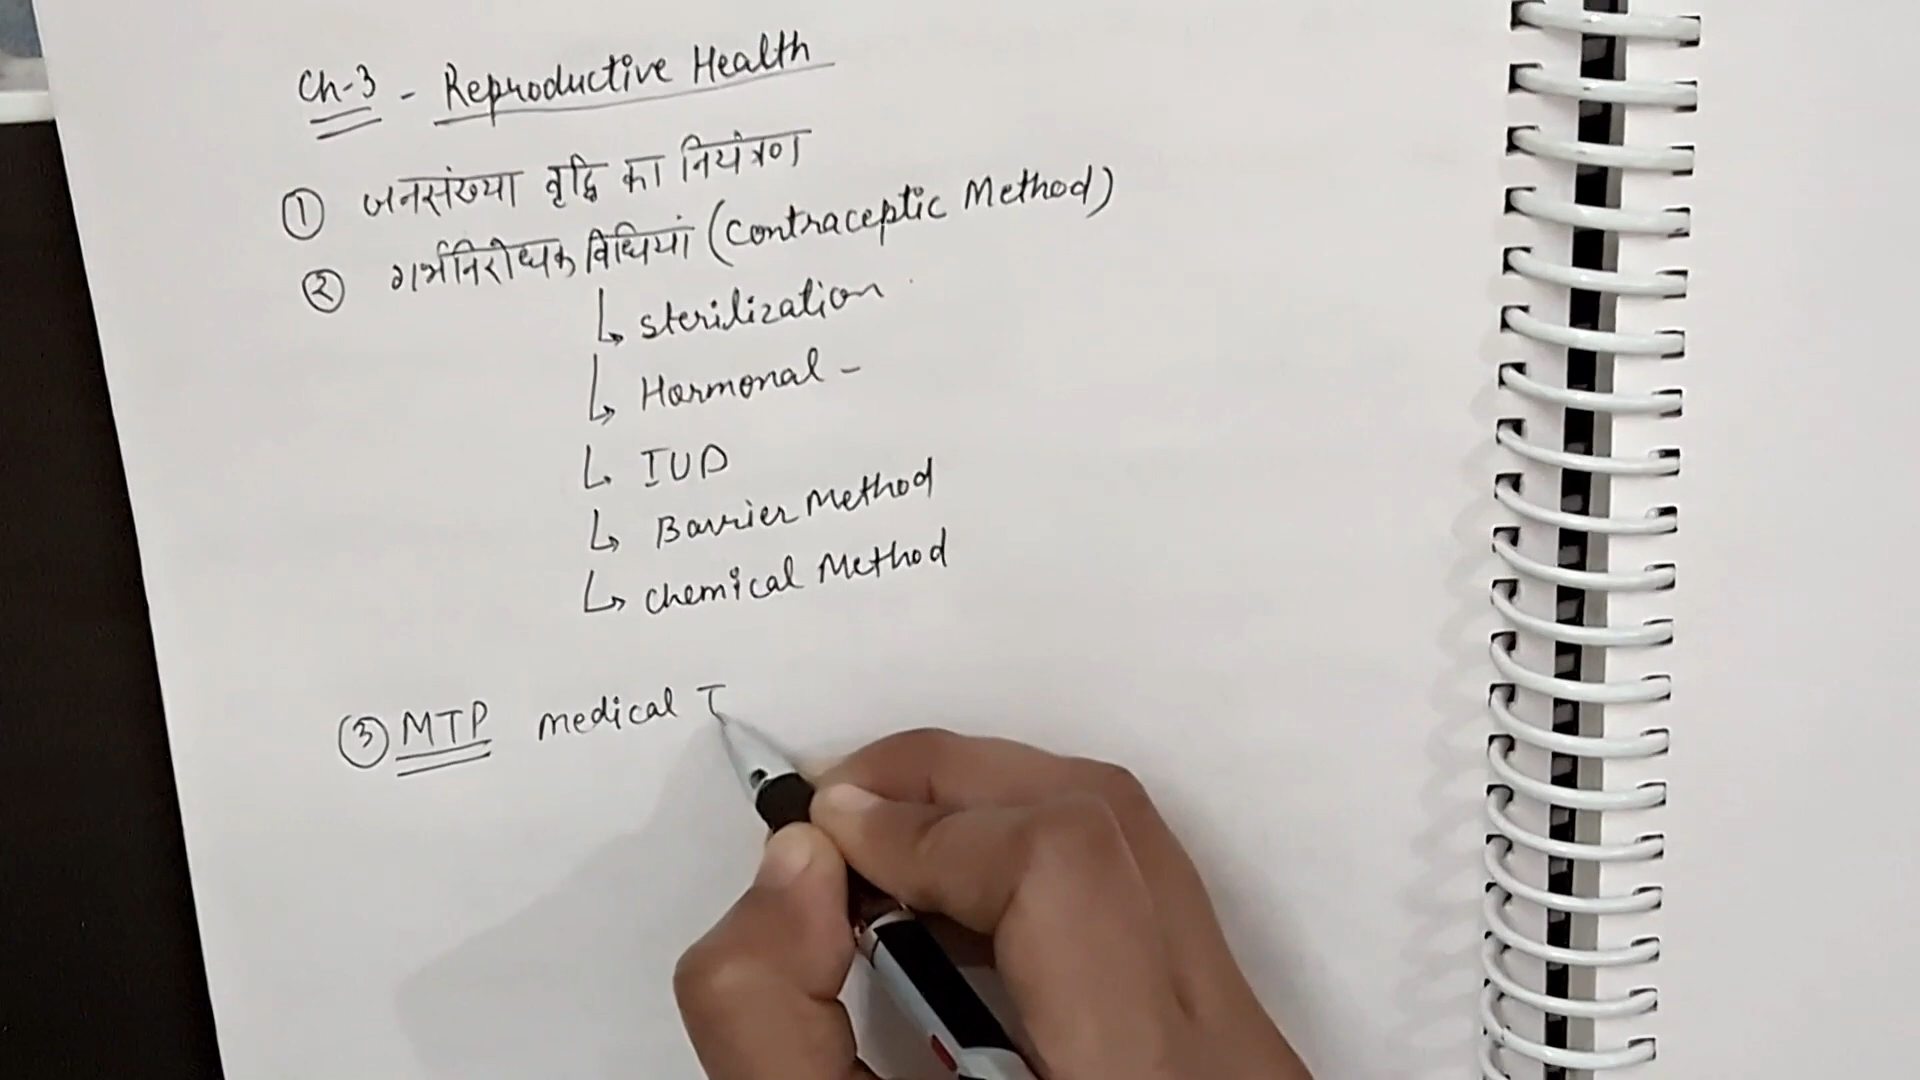 Ch-3 - Reproductive Health
① जनसंख्या वृद्धि का नियंत्रण
② गर्भनिरोधक विधियां (Contraceptic Method)
↳ sterilization
↳ Hormonal -
↳ IUD
↳ Barrier Method
↳ chemical Method
③ MTP medical T